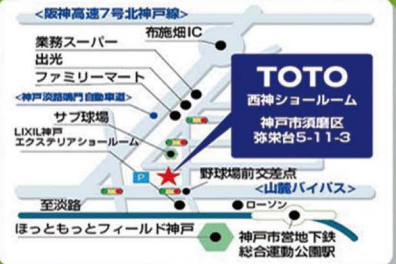 <阪神高速7号北神戸線>
布施畑IC
業務スーパー
出光
ファミリーマート
<神戸淡路鳴門自動車道>
サブ球場
LIXIL神戸
エクステリアショールーム
TOTO
西神ショールーム
神戸市須磨区
弥栄台5-11-3
P
野球場前交差点
<山麓バイパス>
至淡路
ローソン
ほっともっとフィールド神戸
神戸市営地下鉄
総合運動公園駅